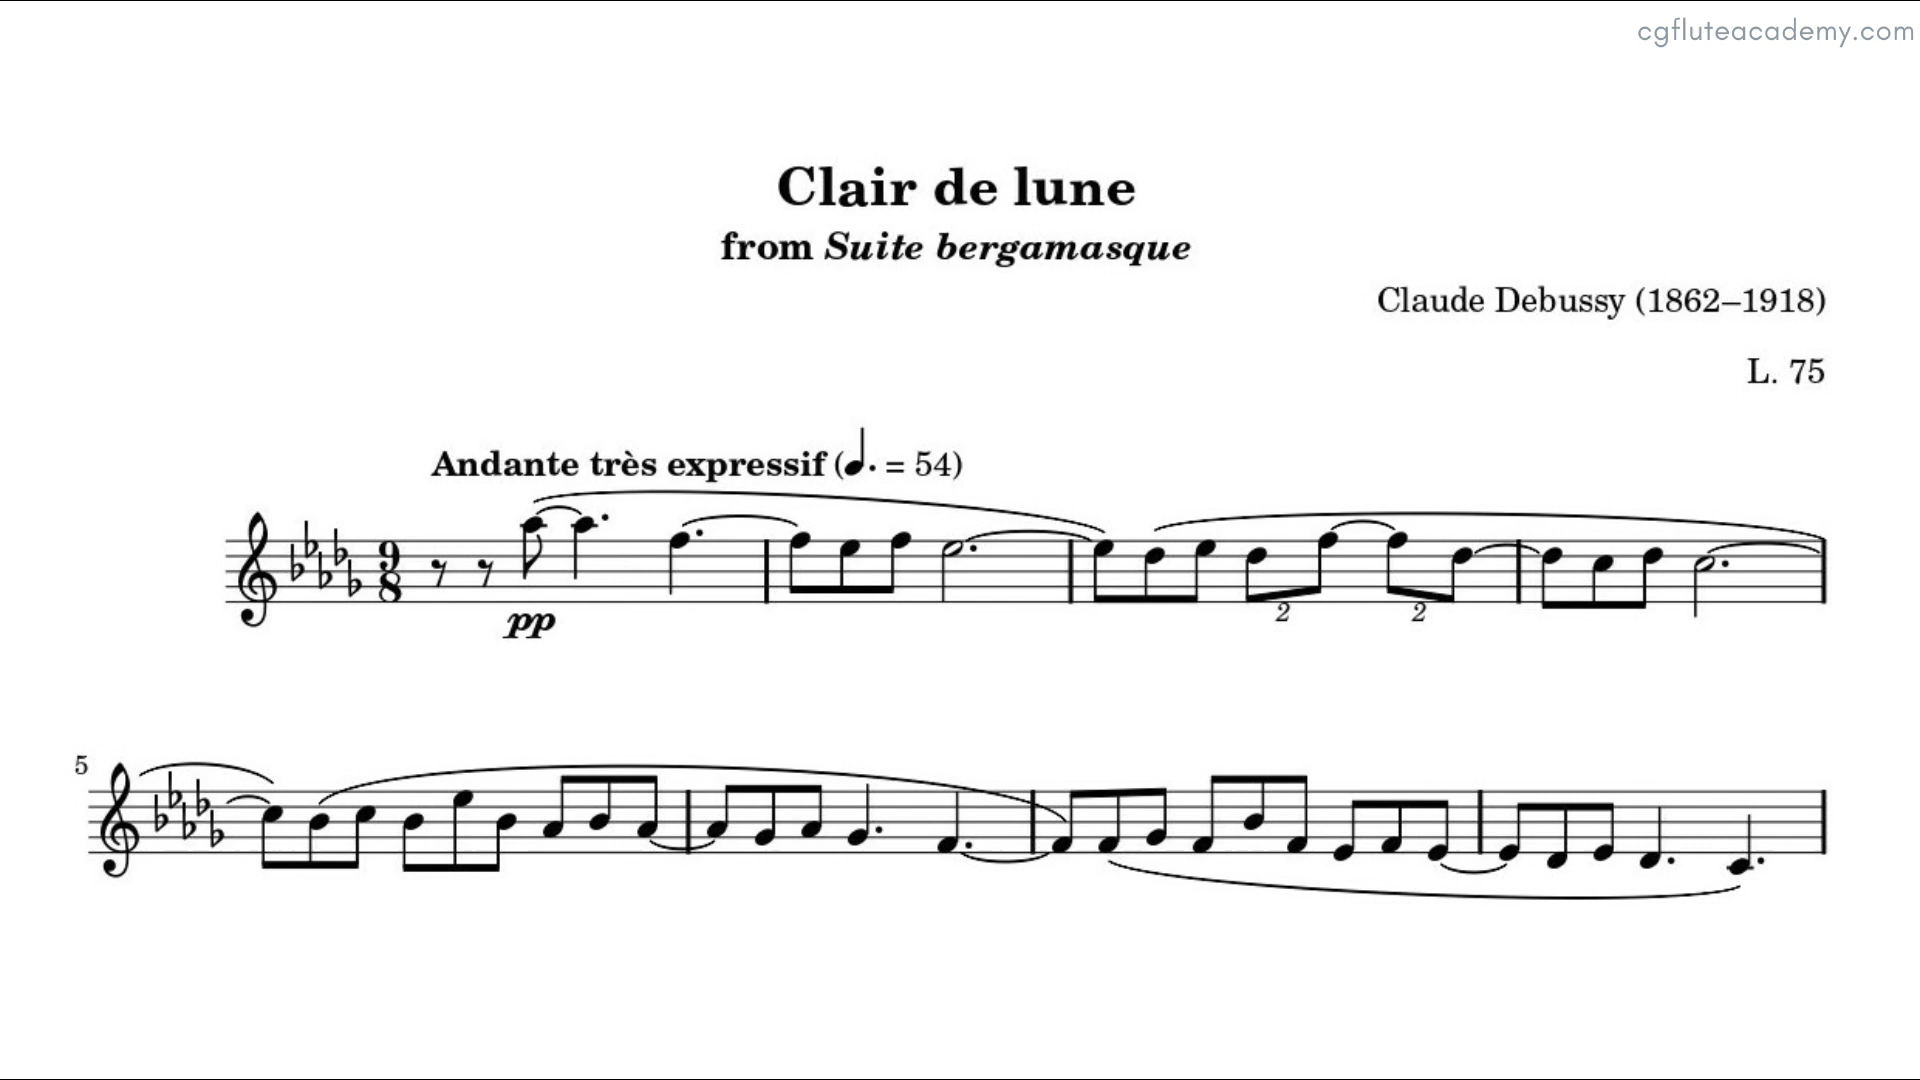 cgfluteacademy.com
Clair de lune
from Suite bergamasque
Claude Debussy (1862–1918)
L. 75
Andante très expressif (♩. = 54)
9
8
pp
2 2
5